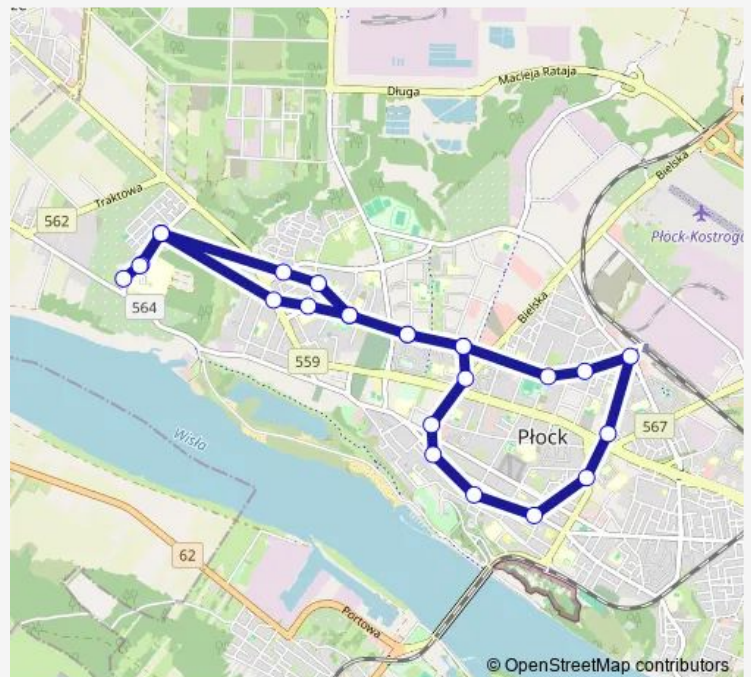 Długa
Macieja Rataja
Bielska
Traktowa
562
Płock-Kostrog
564
Bielska
559
567
Płock
Wisła
62
Portowa
© OpenStreetMap contributors